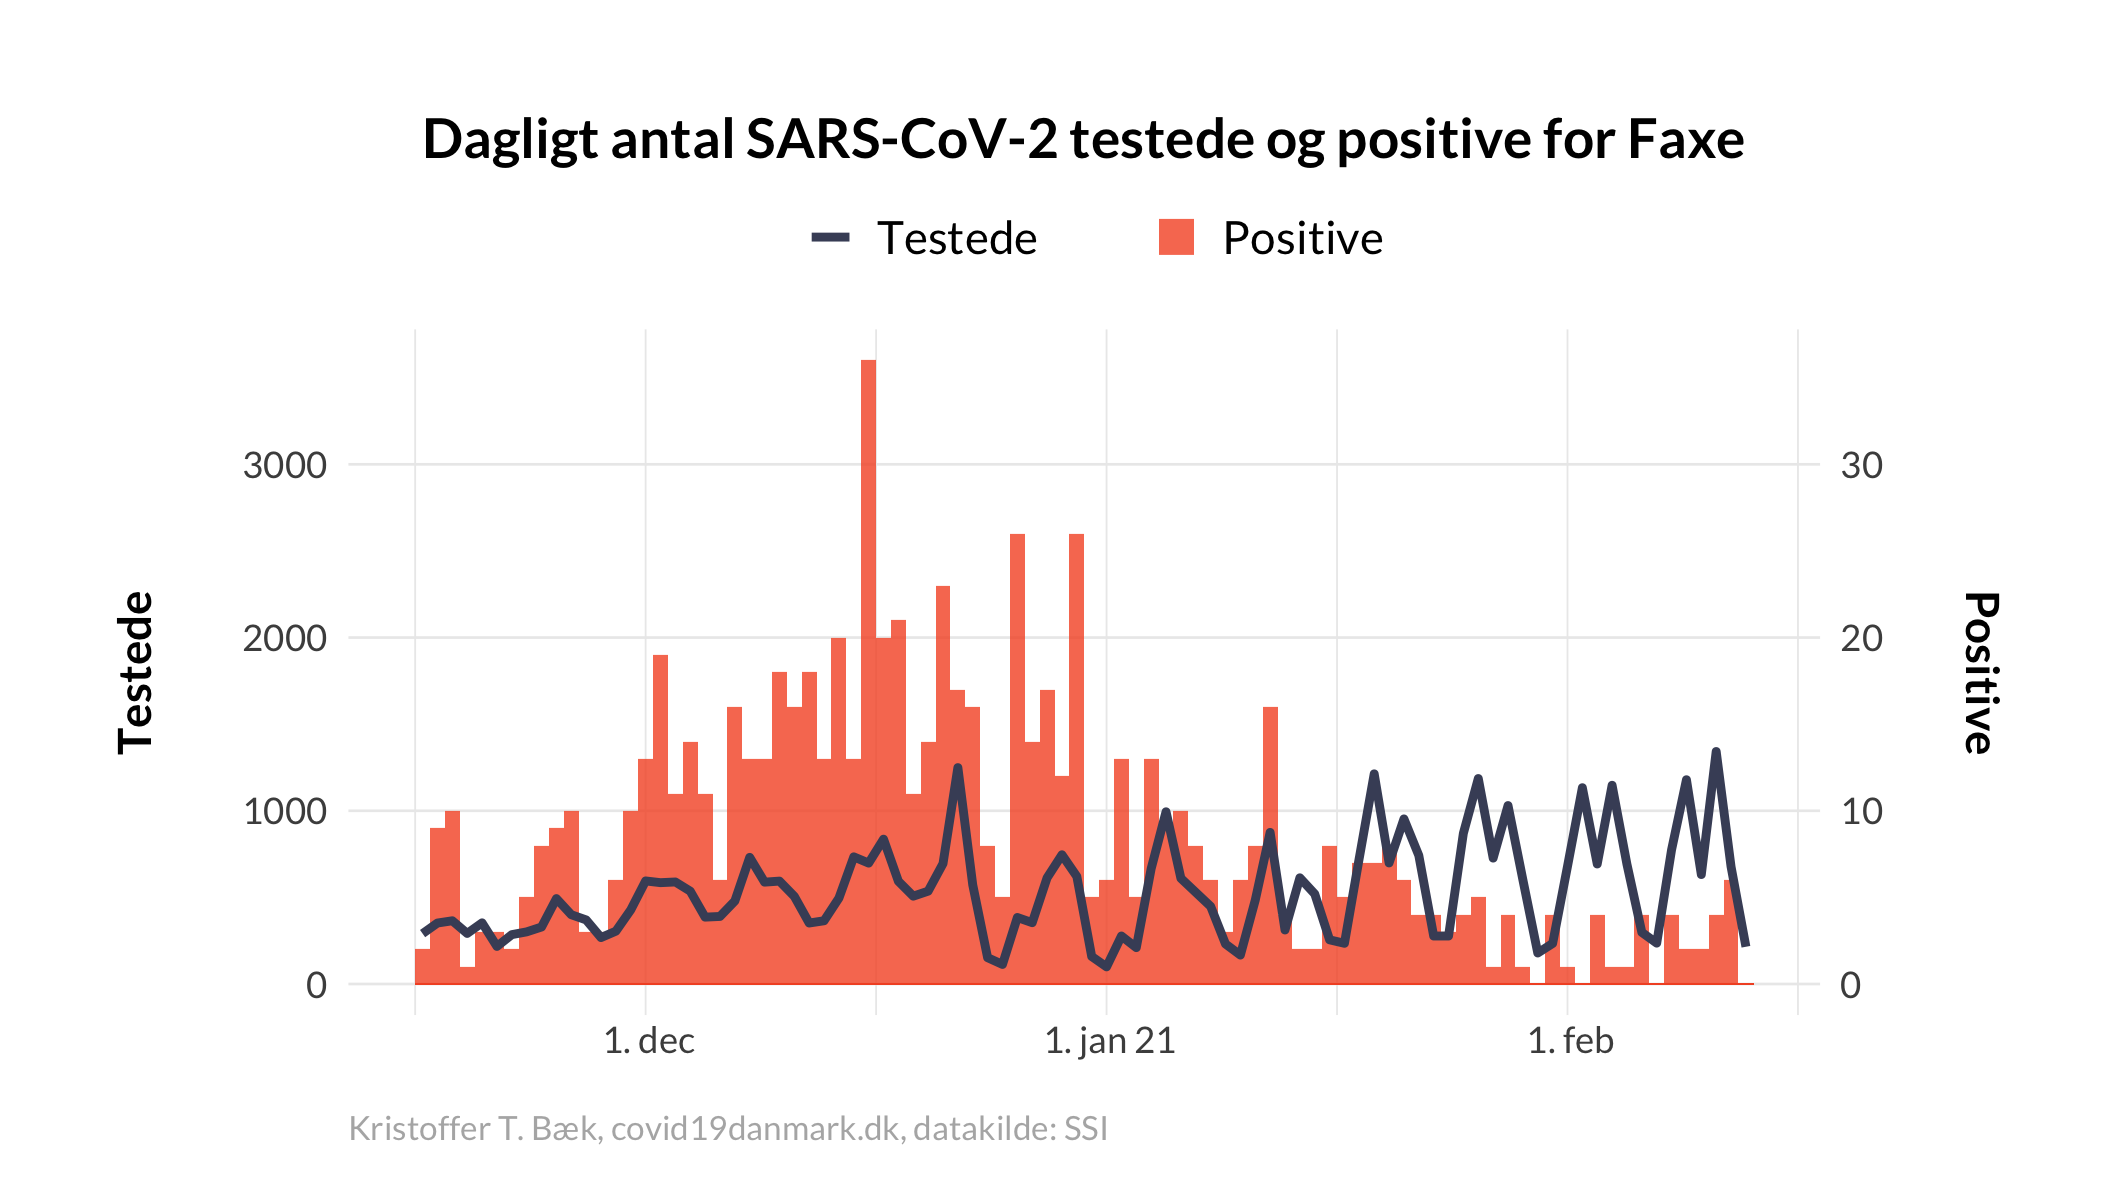 Dagligt antal SARS-CoV-2 testede og positive for Faxe
Testede
Positive
Testede
3000
2000
1000
0
30
20
10
0
Positive
1. dec
1. jan 21
1. feb
Kristoffer T. Bæk, covid19danmark.dk, datakilde: SSI